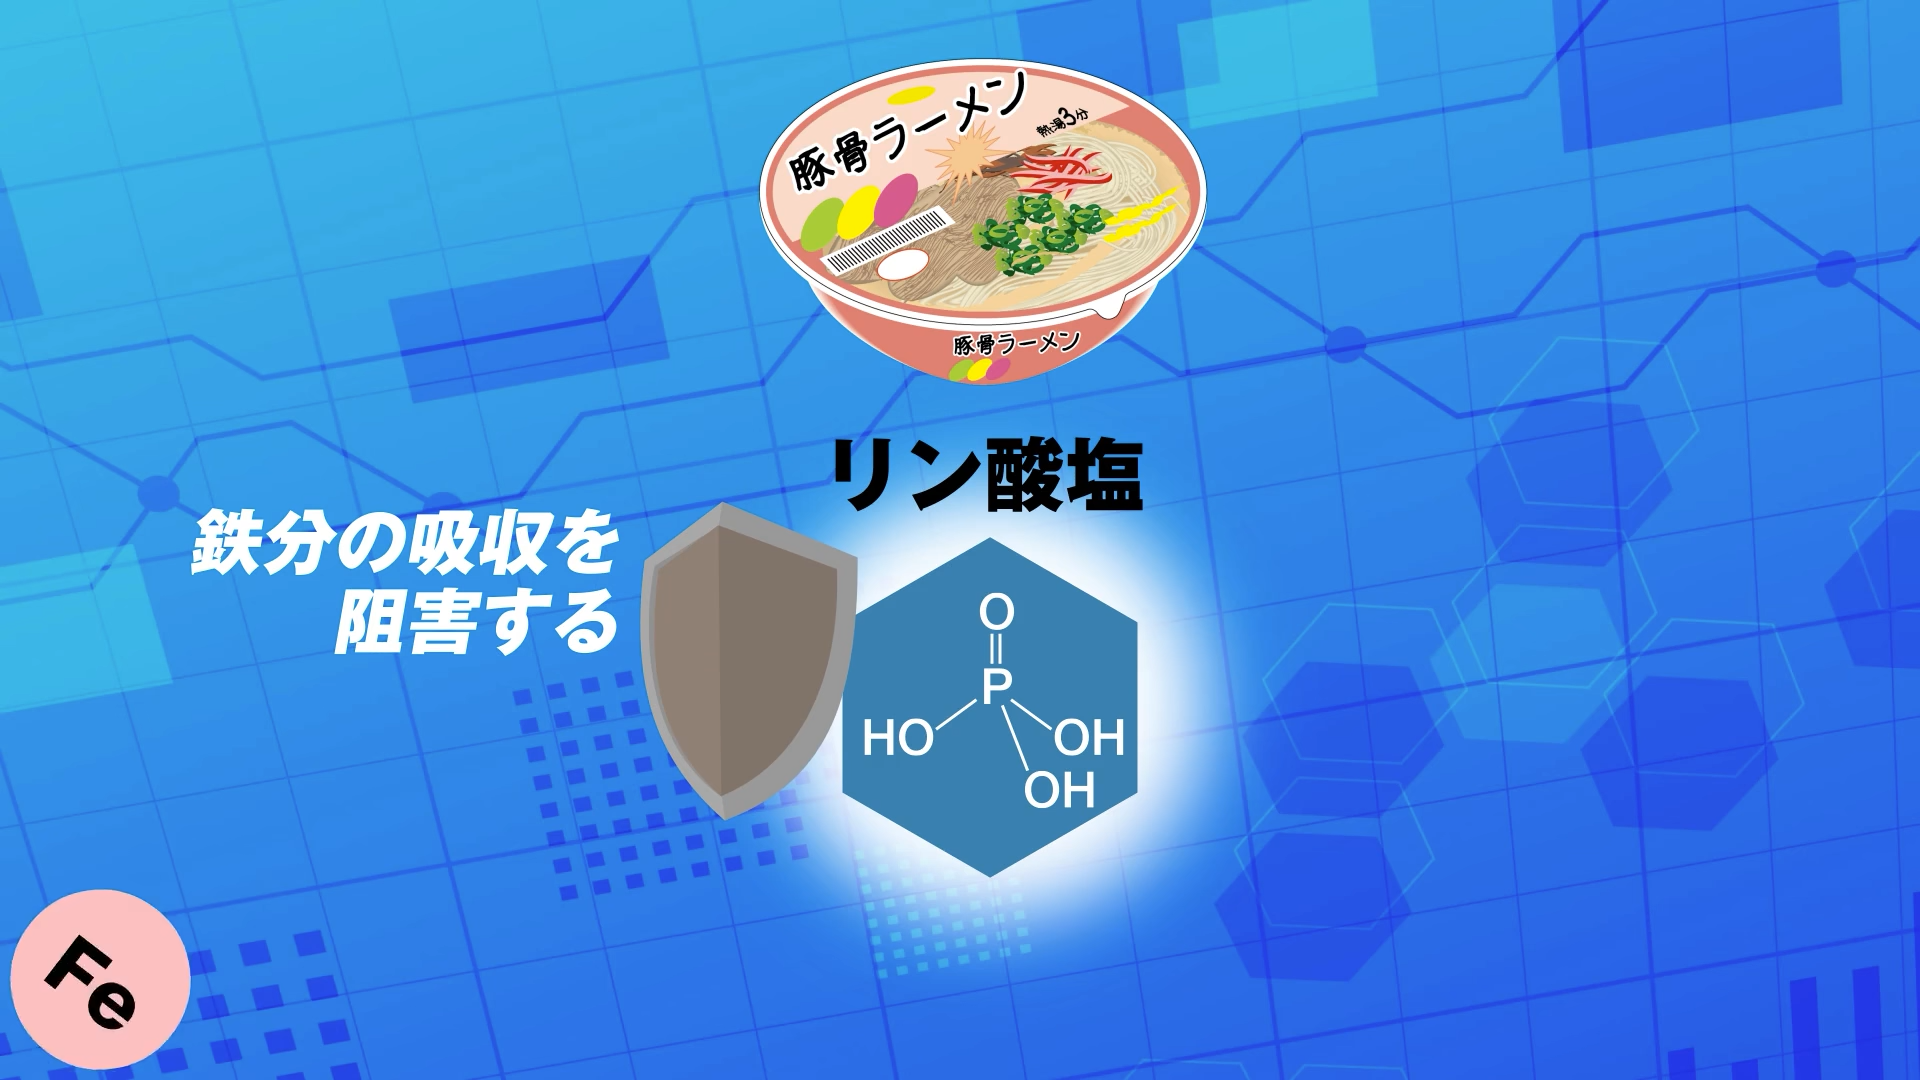 豚骨ラーメン
熱湯3分
豚骨ラーメン
リン酸塩
鉄分の吸収を
阻害する
O
P
HO
OH
OH
Fe